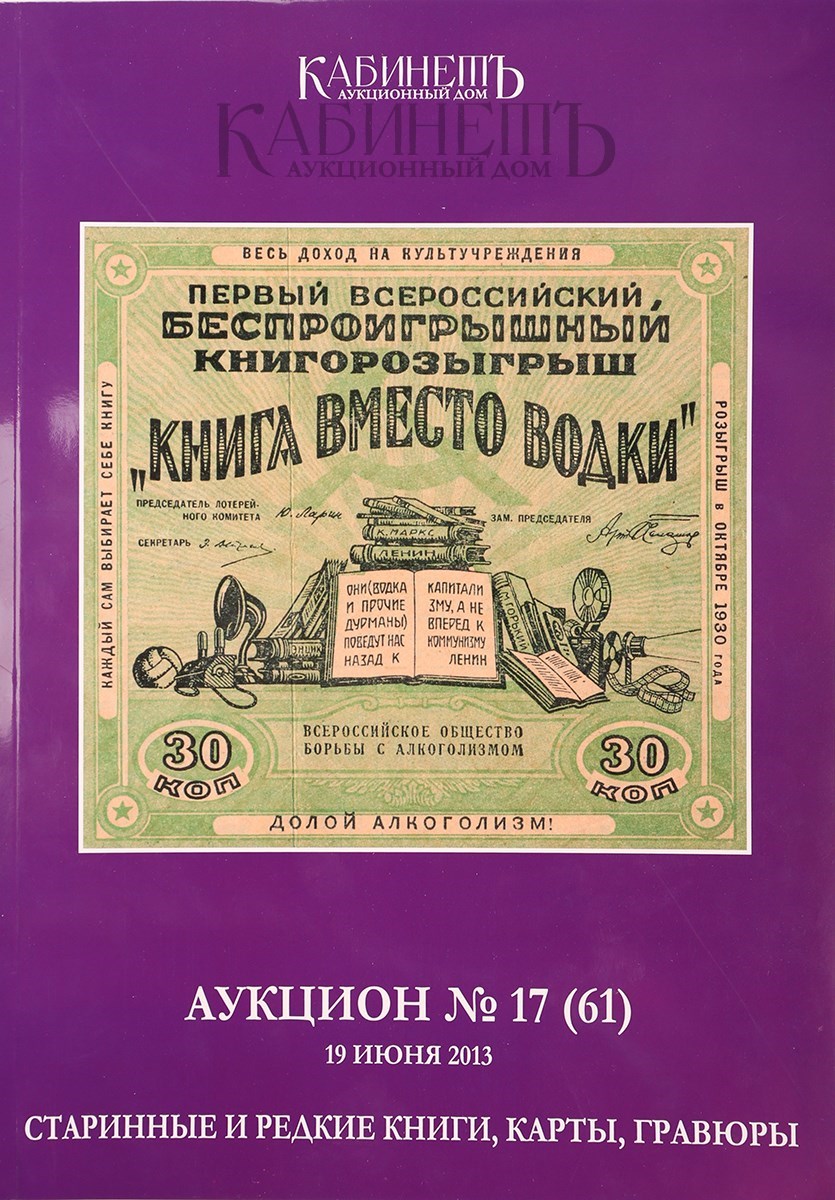 КАБИНЕТЪ
АУКЦИОННЫЙ ДОМ
КАБИНЕТЪ
АУКЦИОННЫЙ ДОМ
ВЕСЬ ДОХОД НА КУЛЬТУЧРЕЖДЕНИЯ
ПЕРВЫЙ ВСЕРОССИЙСКИЙ,
БЕСПРОИГРЫШНЫЙ
КНИГОРОЗЫГРЫШ
"КНИГА ВМЕСТО ВОДКИ"
КАЖДЫЙ САМ ВЫБИРАЕТ СЕБЕ КНИГУ
РОЗЫГРЫШ В ОКТЯБРЕ 1930 ГОДА
ПРЕДСЕДАТЕЛЬ ЛОТЕРЕЙ-
НОГО КОМИТЕТА Ю. Ларин
СЕКРЕТАРЬ
ЗАМ. ПРЕДСЕДАТЕЛЯ
К. МАРКС
ЛЕНИН
ОНИ (ВОДКА
И ПРОЧИЕ
ДУРМАНЫ)
ПОВЕДУТ НАС
НАЗАД К
КАПИТАЛИ
ЗМУ, А НЕ
ВПЕРЕД К
КОММУНИЗМУ
ЛЕНИН
М ГОРЬКИЙ
30
КОП
ВСЕРОССИЙСКОЕ ОБЩЕСТВО
БОРЬБЫ С АЛКОГОЛИЗМОМ
30
КОП
ДОЛОЙ АЛКОГОЛИЗМ!
АУКЦИОН № 17 (61)
19 ИЮНЯ 2013
СТАРИННЫЕ И РЕДКИЕ КНИГИ, КАРТЫ, ГРАВЮРЫ